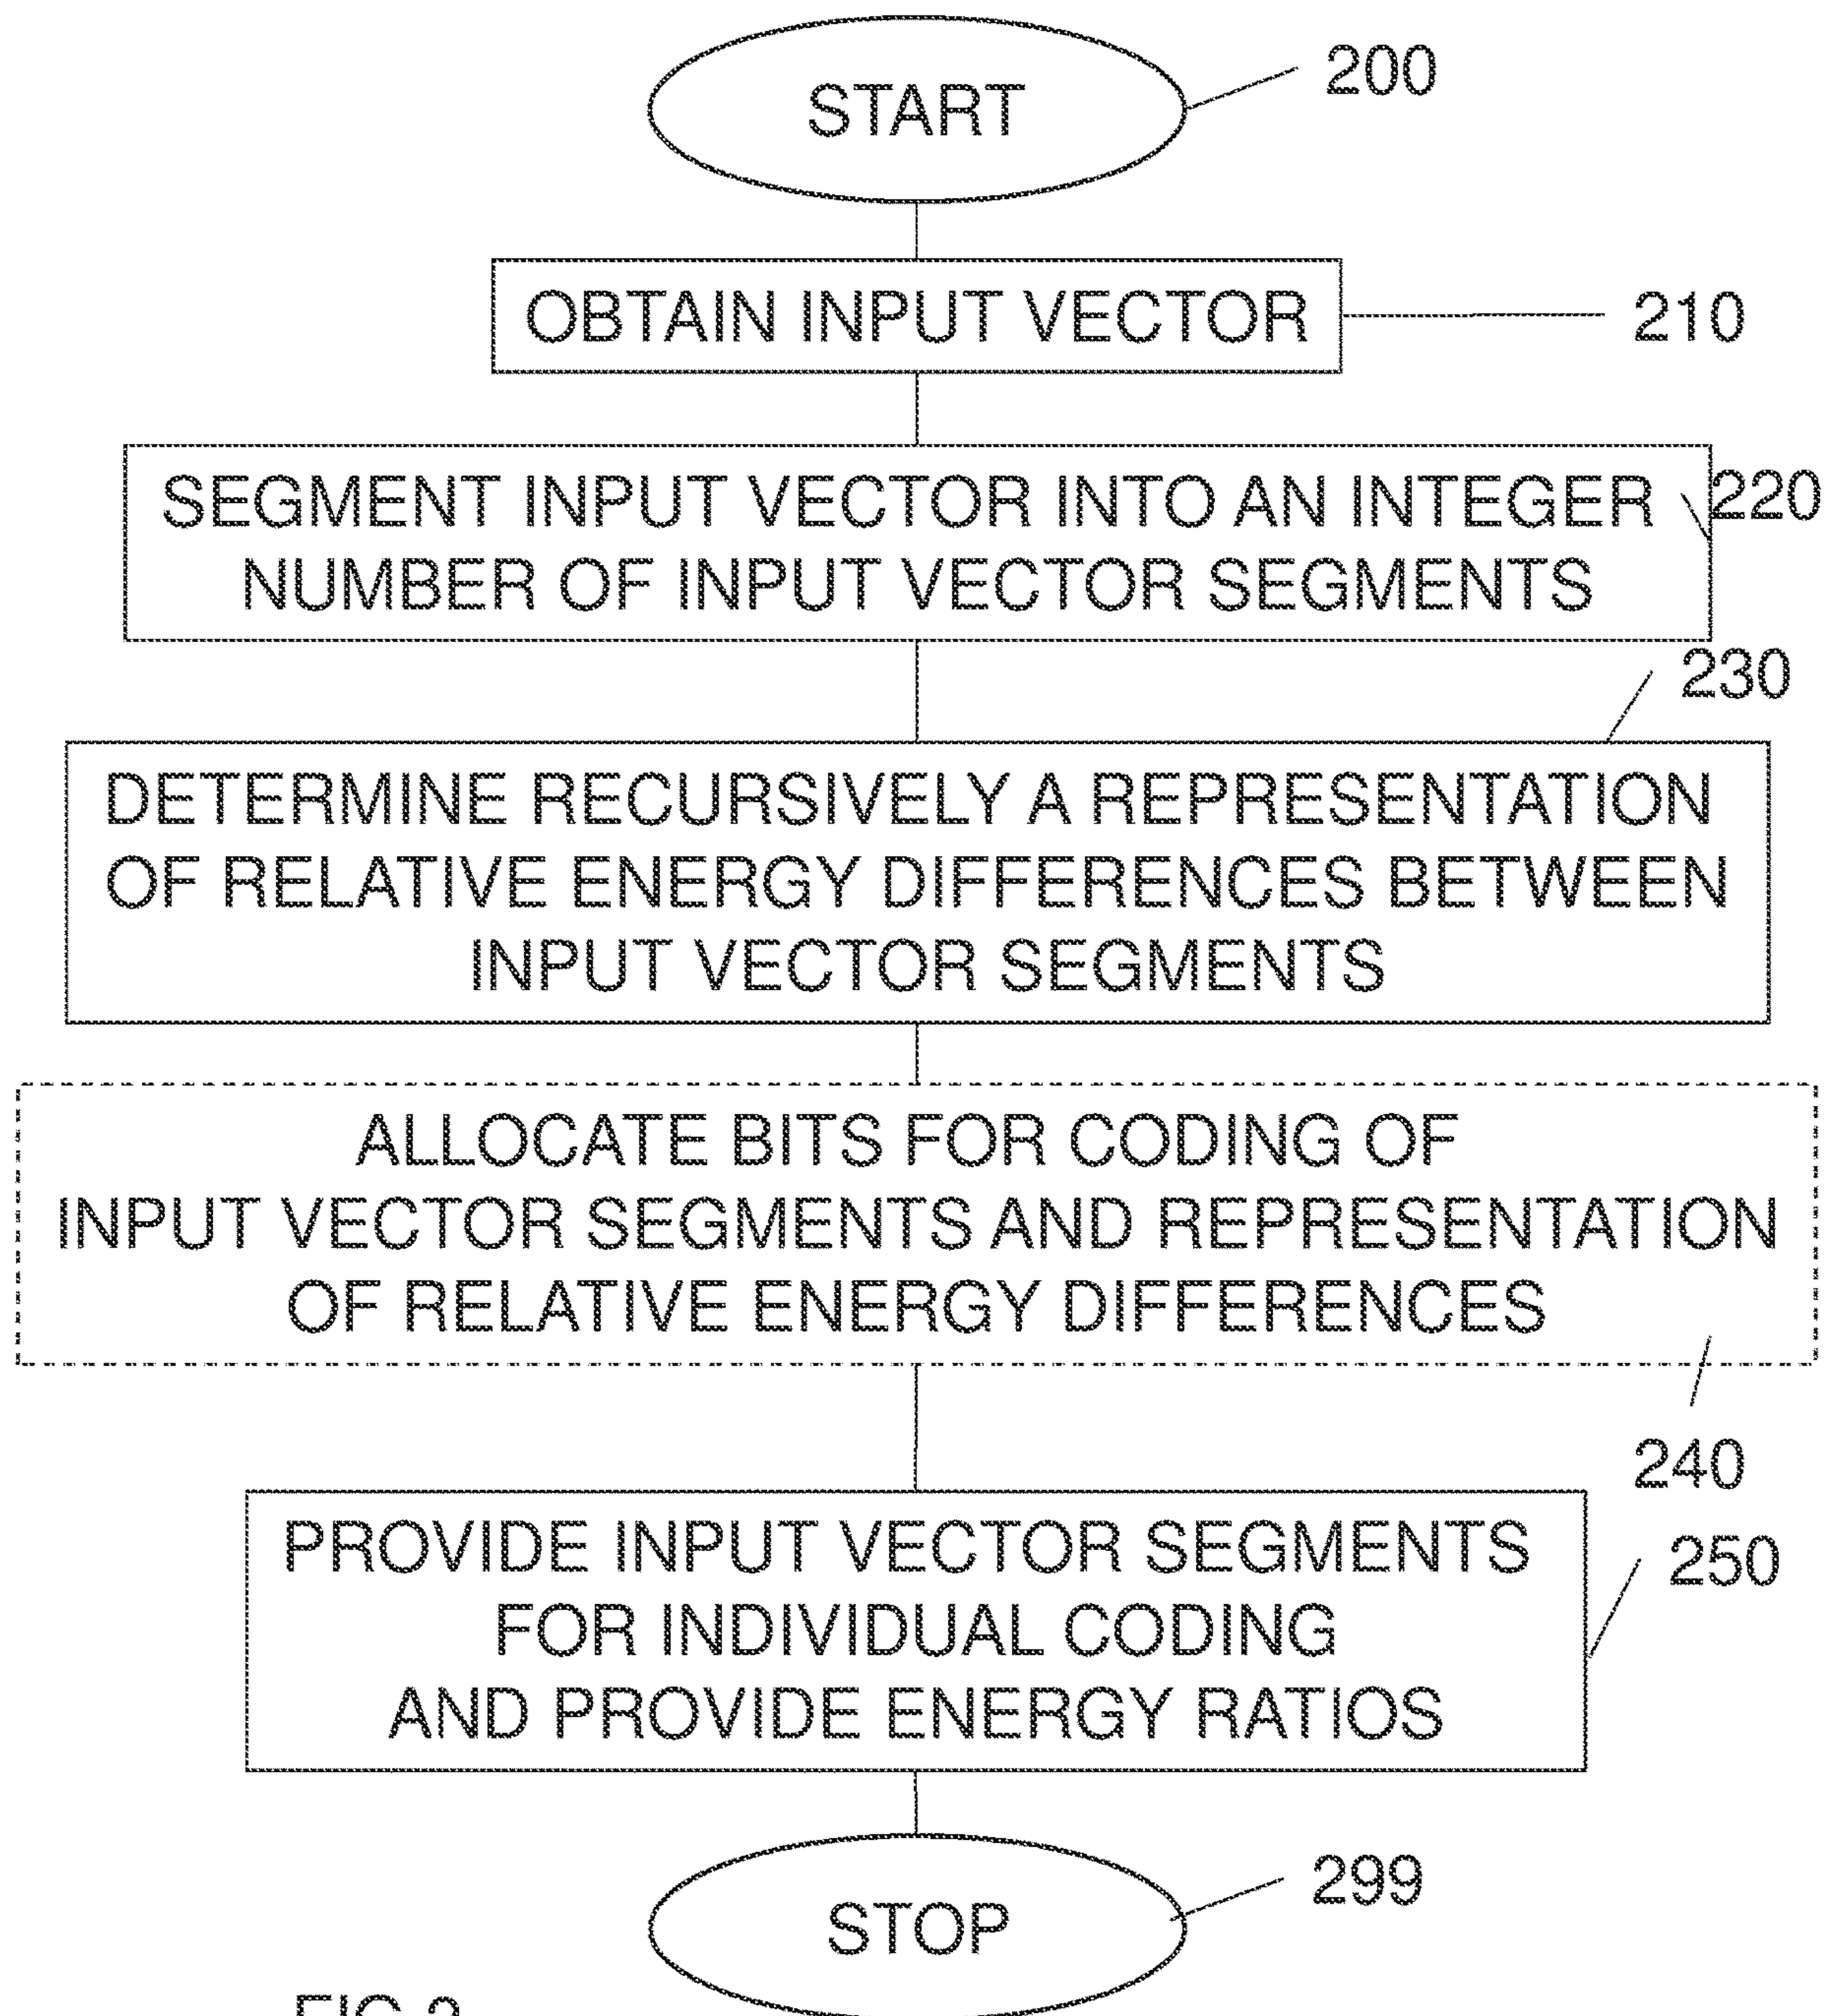 START
200
OBTAIN INPUT VECTOR
210
SEGMENT INPUT VECTOR INTO AN INTEGER
NUMBER OF INPUT VECTOR SEGMENTS
220
230
DETERMINE RECURSIVELY A REPRESENTATION
OF RELATIVE ENERGY DIFFERENCES BETWEEN
INPUT VECTOR SEGMENTS
ALLOCATE BITS FOR CODING OF
INPUT VECTOR SEGMENTS AND REPRESENTATION
OF RELATIVE ENERGY DIFFERENCES
240
PROVIDE INPUT VECTOR SEGMENTS
FOR INDIVIDUAL CODING
AND PROVIDE ENERGY RATIOS
250
STOP
299